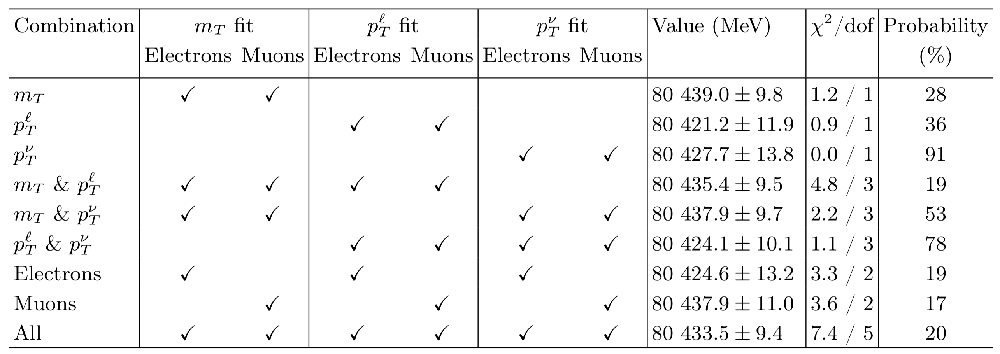 Combination m_T fit p_T^ℓ fit p_T^ν fit Value (MeV) χ²/dof Probability
Electrons Muons Electrons Muons Electrons Muons (%)
m_T ✓ ✓ 80 439.0 ± 9.8 1.2 / 1 28
p_T^ℓ ✓ ✓ 80 421.2 ± 11.9 0.9 / 1 36
p_T^ν ✓ ✓ 80 427.7 ± 13.8 0.0 / 1 91
m_T & p_T^ℓ ✓ ✓ ✓ ✓ 80 435.4 ± 9.5 4.8 / 3 19
m_T & p_T^ν ✓ ✓ ✓ ✓ 80 437.9 ± 9.7 2.2 / 3 53
p_T^ℓ & p_T^ν ✓ ✓ ✓ ✓ 80 424.1 ± 10.1 1.1 / 3 78
Electrons ✓ ✓ ✓ 80 424.6 ± 13.2 3.3 / 2 19
Muons ✓ ✓ ✓ 80 437.9 ± 11.0 3.6 / 2 17
All ✓ ✓ ✓ ✓ ✓ ✓ 80 433.5 ± 9.4 7.4 / 5 20